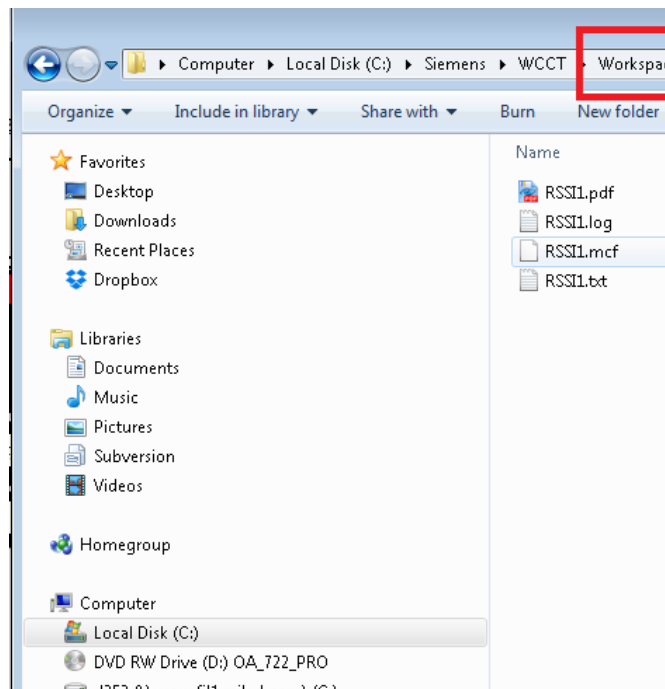 Computer Local Disk (C:) Siemens WCCT Workspac
Organize Include in library Share with Burn New folder
Name
RSSI1.pdf
RSSI1.log
RSSI1.mcf
RSSI1.txt
Favorites
Desktop
Downloads
Recent Places
Dropbox
Libraries
Documents
Music
Pictures
Subversion
Videos
Homegroup
Computer
Local Disk (C:)
DVD RW Drive (D:) OA_722_PRO